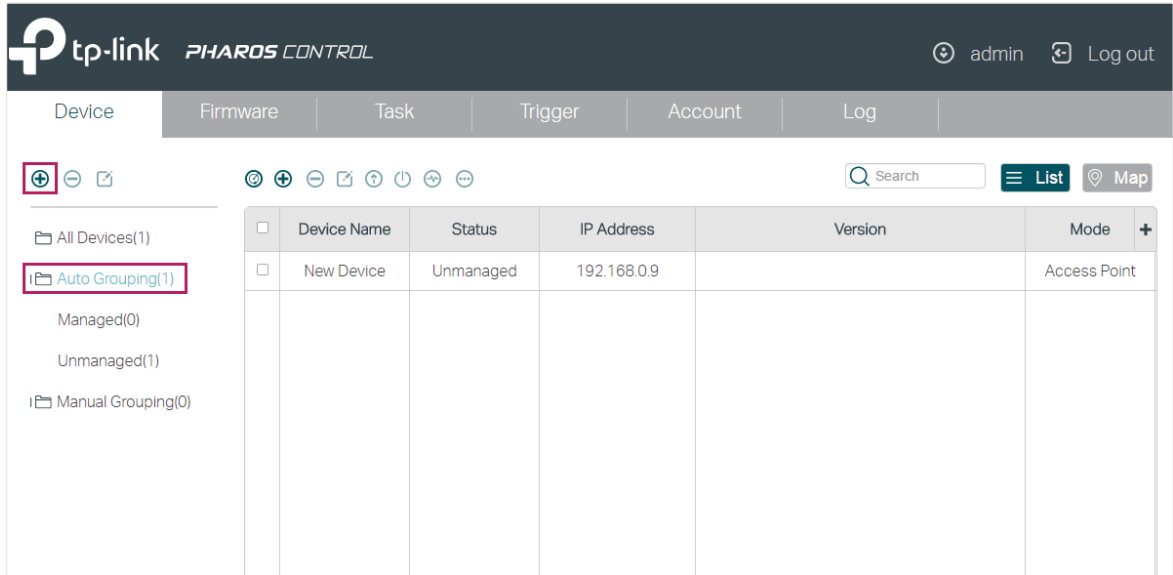 tp-link PHAROS CONTROL admin Log out
Device Firmware Task Trigger Account Log
Search List Map
All Devices(1)
Auto Grouping(1)
Managed(0)
Unmanaged(1)
Manual Grouping(0)
Device Name Status IP Address Version Mode +
New Device Unmanaged 192.168.0.9 Access Point